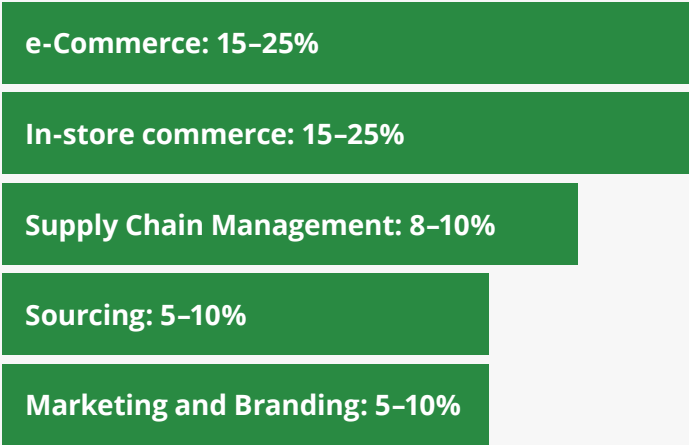 e-Commerce: 15–25%
In-store commerce: 15–25%
Supply Chain Management: 8–10%
Sourcing: 5–10%
Marketing and Branding: 5–10%